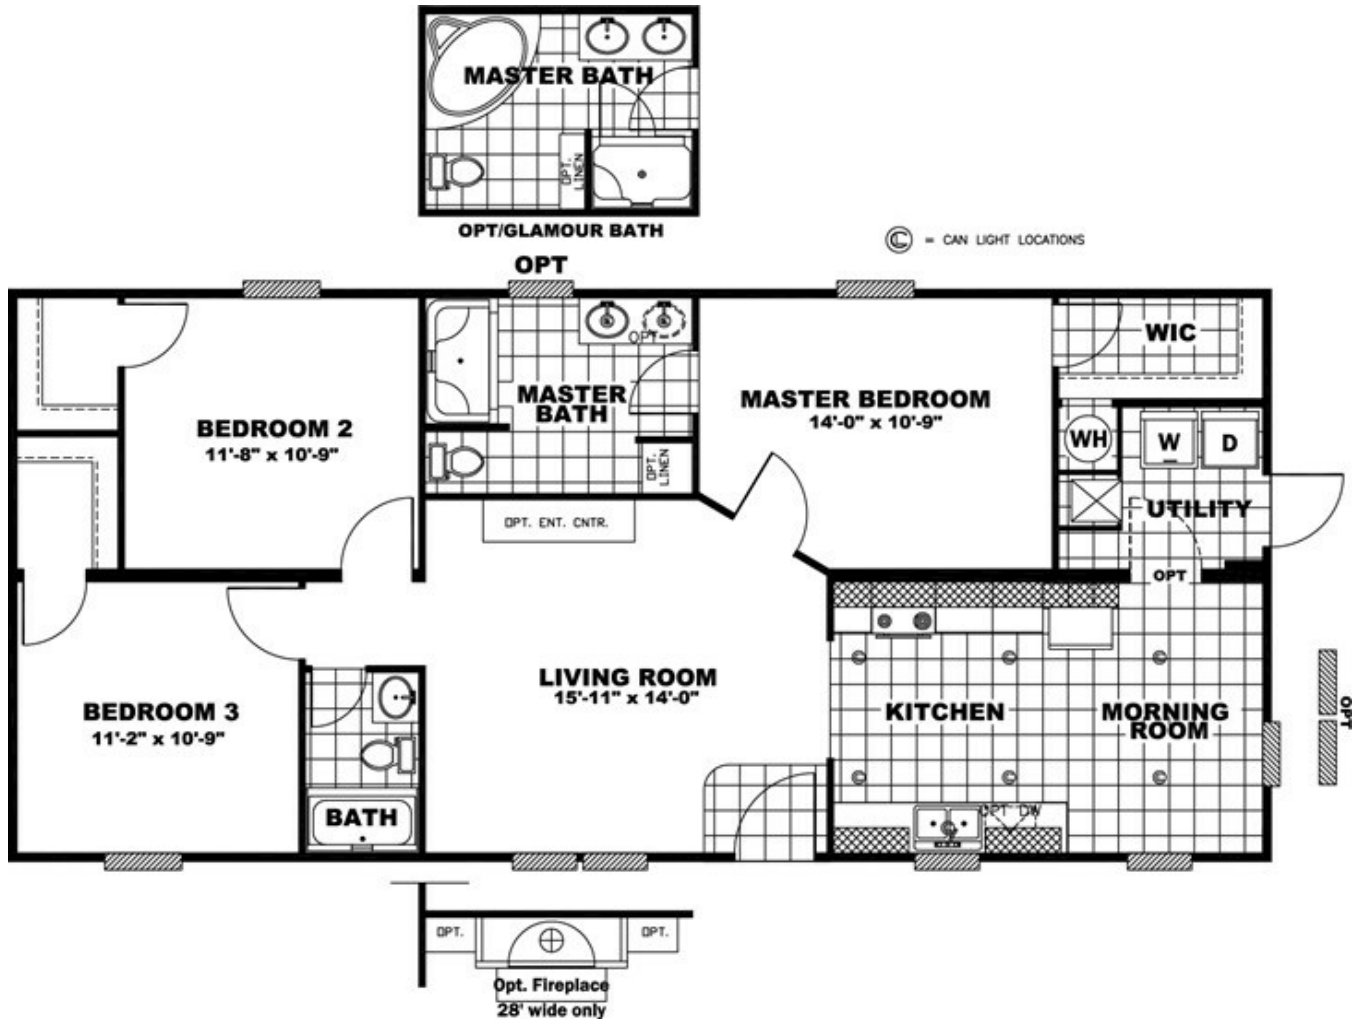 MASTER BATH
OPT.
LINEN
OPT/GLAMOUR BATH
= CAN LIGHT LOCATIONS
OPT
OPT
WIC
MASTER
BATH
MASTER BEDROOM
14'-0" x 10'-9"
BEDROOM 2
11'-8" x 10'-9"
WH
W
D
OPT.
LINEN
UTILITY
OPT. ENT. CNTR.
OPT
LIVING ROOM
15'-11" x 14'-0"
BEDROOM 3
11'-2" x 10'-9"
KITCHEN
MORNING
ROOM
OPT
BATH
OPT DW
OPT.
OPT.
Opt. Fireplace
28' wide only